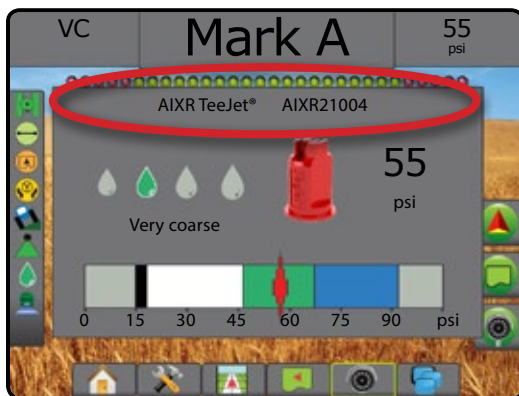 VC Mark A 55
psi
AIXR TeeJet® AIXR21004
55
psi
Very coarse
0 15 30 45 60 75 90 psi